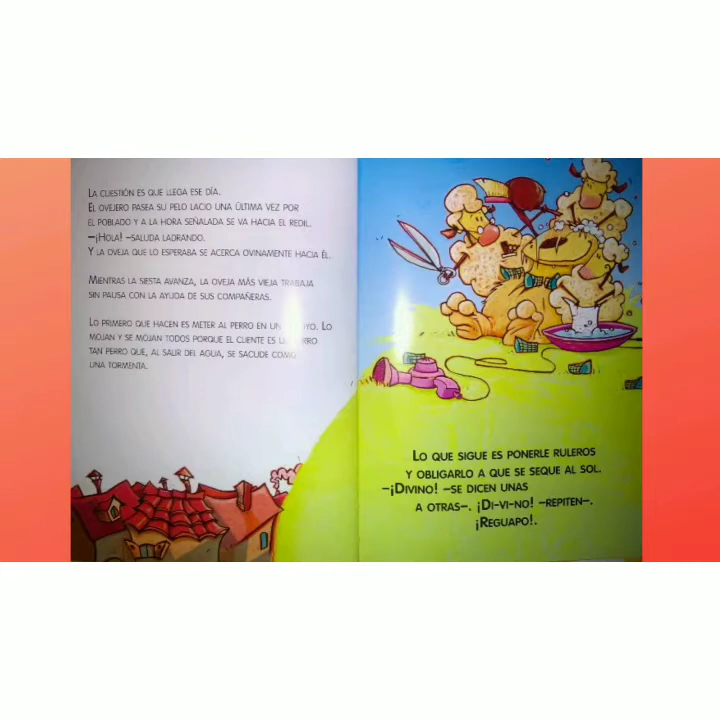 La cuestión es que llega ese día.
El ovejero pasea su pelo lacio una última vez por
el poblado y a la hora señalada se va hacia el redil.
–¡Hola! –saluda ladrando.
Y la oveja que lo esperaba se acerca ovinamente hacia él.
Mientras la siesta avanza, la oveja más vieja trabaja
sin pausa con la ayuda de sus compañeras.
Lo primero que hacen es meter al perro en un. Lo
mojan y se mojan todos porque el cliente es
tan perro que, al salir del agua, se sacude como
una tormenta.
Lo que sigue es ponerle ruleros
y obligarlo a que se seque al sol.
–¡Divino! –se dicen unas
a otras–. ¡Di-vi-no! –repiten–.
¡Reguapo!.